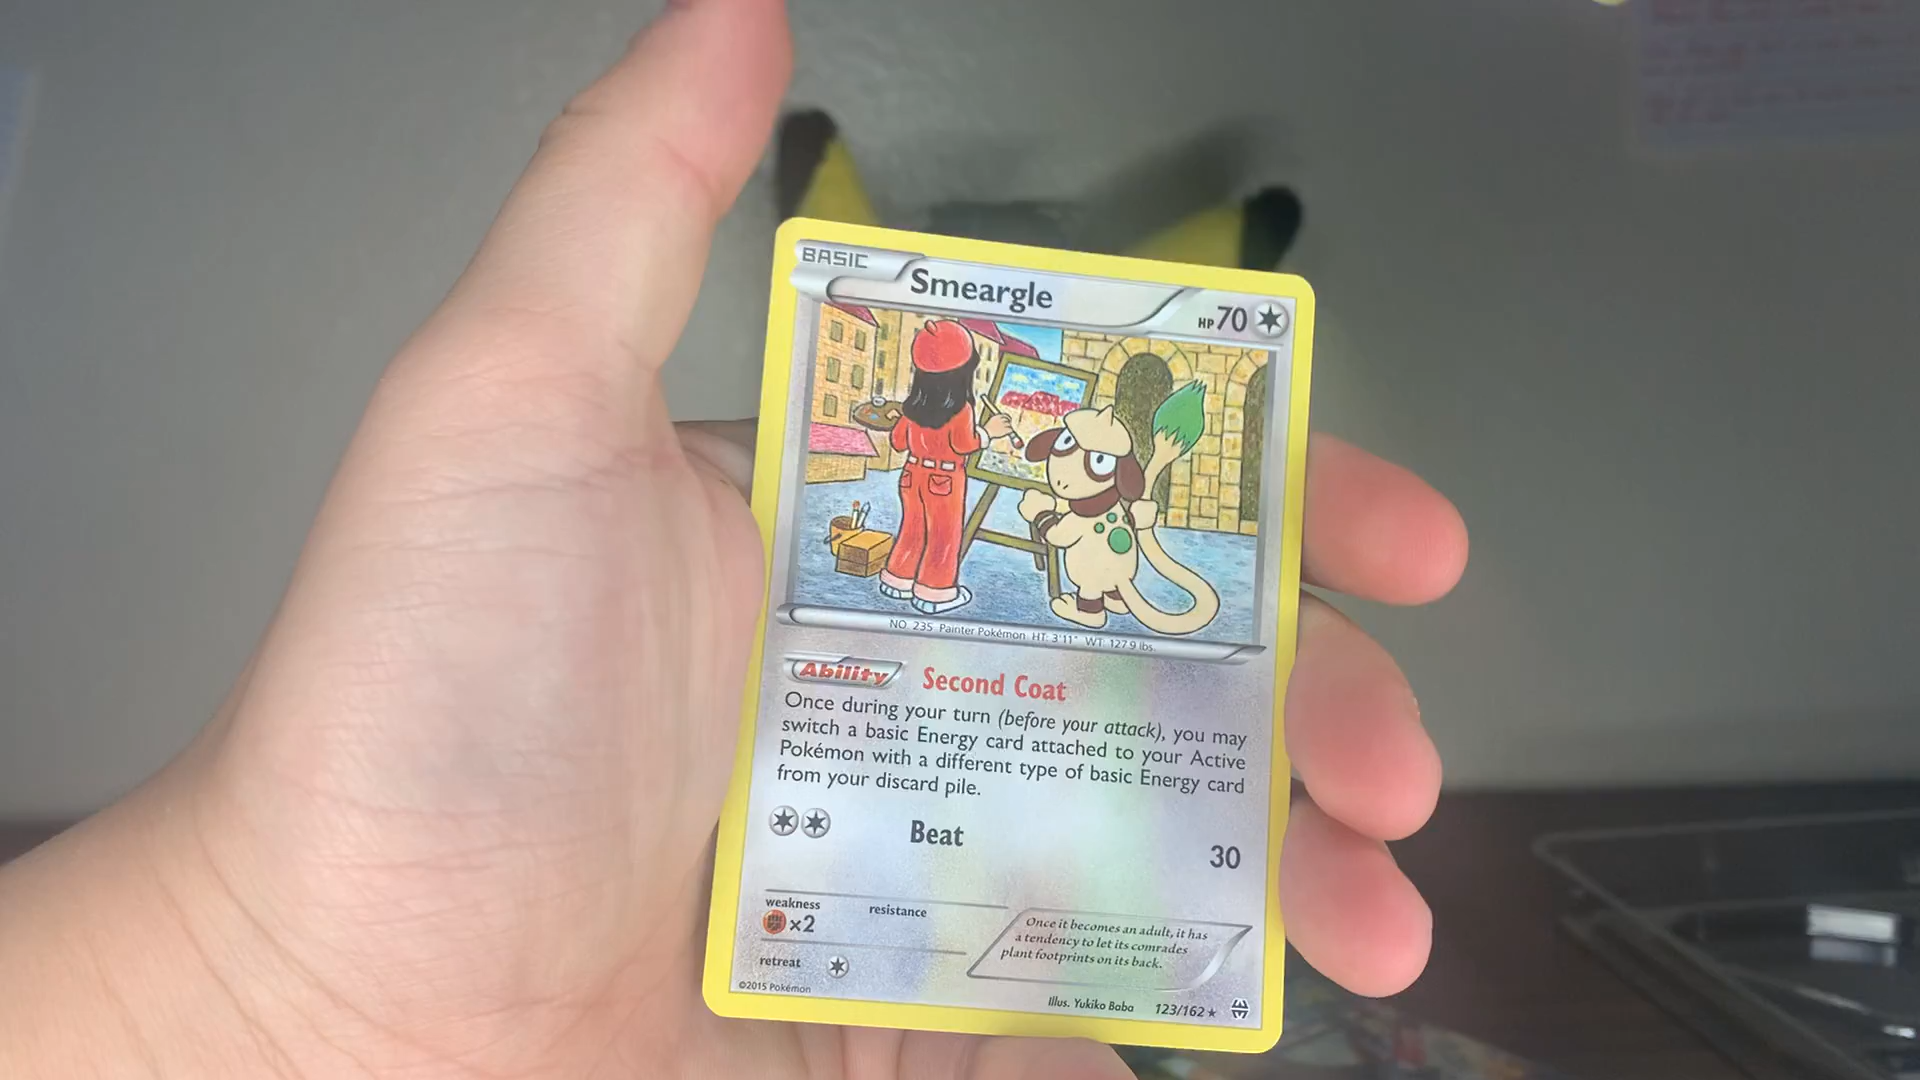 BASIC
Smeargle
HP 70
NO. 235 Painter Pokémon HT: 3'11" WT: 127.9 lbs.
Ability Second Coat
Once during your turn (before your attack), you may
switch a basic Energy card attached to your Active
Pokémon with a different type of basic Energy card
from your discard pile.
Beat 30
weakness resistance
x2
Once it becomes an adult, it has
a tendency to let its comrades
plant footprints on its back.
retreat
©2015 Pokémon
Illus. Yukiko Baba 123/162 ★